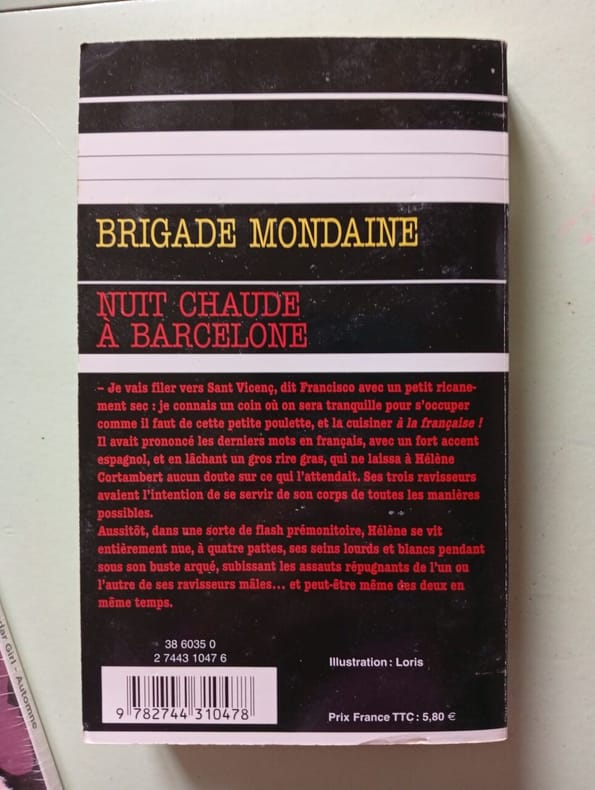 BRIGADE MONDAINE
NUIT CHAUDE
À BARCELONE
– Je vais filer vers Sant Vicenç, dit Francisco avec un petit ricane-
ment sec : je connais un coin où on sera tranquille pour s'occuper
comme il faut de cette petite poulette, et la cuisiner à la française !
Il avait prononcé les derniers mots en français, avec un fort accent
espagnol, et en lâchant un gros rire gras, qui ne laissa à Hélène
Cortambert aucun doute sur ce qui l'attendait. Ses trois ravisseurs
avaient l'intention de se servir de son corps de toutes les manières
possibles.
Aussitôt, dans une sorte de flash prémonitoire, Hélène se vit
entièrement nue, à quatre pattes, ses seins lourds et blancs pendant
sous son buste arqué, subissant les assauts répugnants de l'un ou
l'autre de ses ravisseurs mâles... et peut-être même des deux en
même temps.
38 6035 0
2 7443 1047 6
Illustration : Loris
9 782744 310478
Prix France TTC : 5,80 €
Girl - Automne